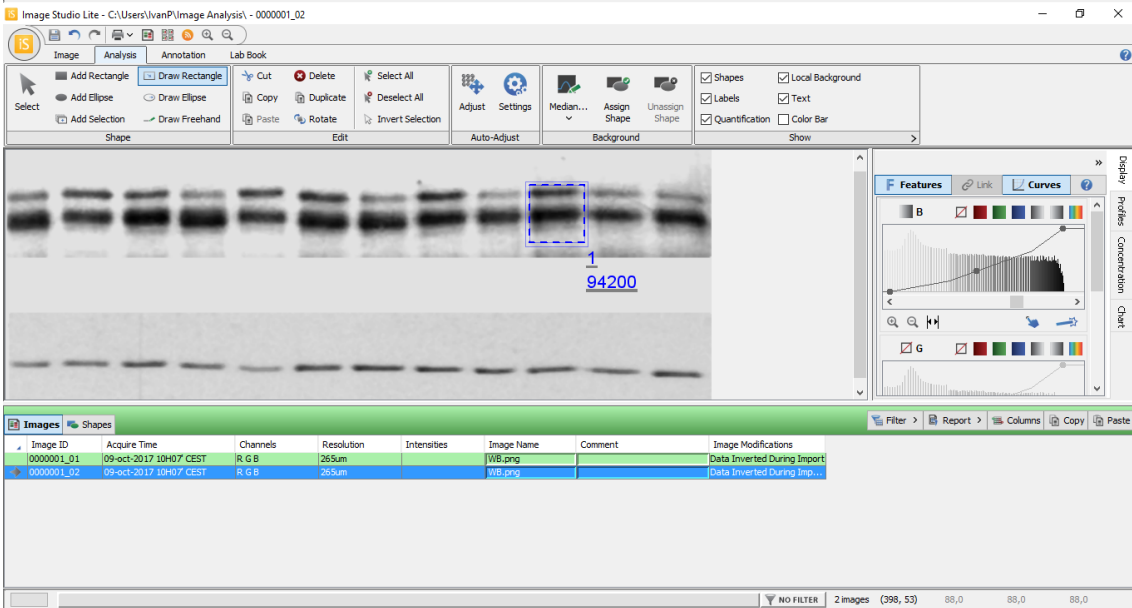 Image Studio Lite - C:\Users\IvanP\Image Analysis\ - 0000001_02
iS
Image Analysis Annotation Lab Book
Select
Add Rectangle Draw Rectangle
Add Ellipse Draw Ellipse
Add Selection Draw Freehand
Shape
Cut Delete Select All
Copy Duplicate Deselect All
Paste Rotate Invert Selection
Edit
Adjust Settings
Auto-Adjust
Median... Assign Shape Unassign Shape
Background
Shapes Local Background
Labels Text
Quantification Color Bar
Show
1
94200
F Features Link Curves
B
G
Display
Profiles
Concentration
Chart
Images Shapes
Filter Report Columns Copy Paste
Image ID Acquire Time Channels Resolution Intensities Image Name Comment Image Modifications
0000001_01 09-oct-2017 10H07' CEST R G B 265um WB.png Data Inverted During Import
0000001_02 09-oct-2017 10H07' CEST R G B 265um WB.png Data Inverted During Imp...
NO FILTER 2 images (398, 53) 88,0 88,0 88,0